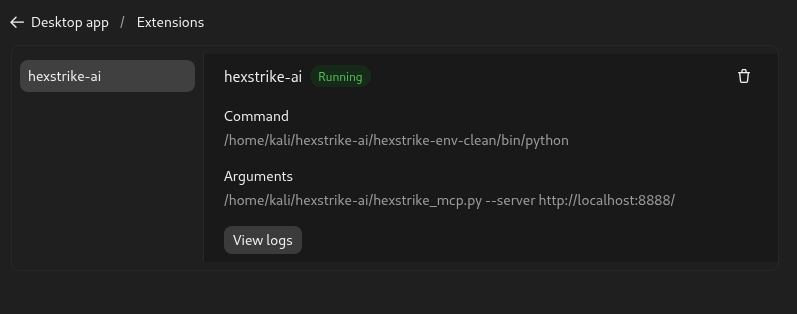 Desktop app / Extensions
hexstrike-ai
hexstrike-ai Running
Command
/home/kali/hexstrike-ai/hexstrike-env-clean/bin/python
Arguments
/home/kali/hexstrike-ai/hexstrike_mcp.py --server http://localhost:8888/
View logs